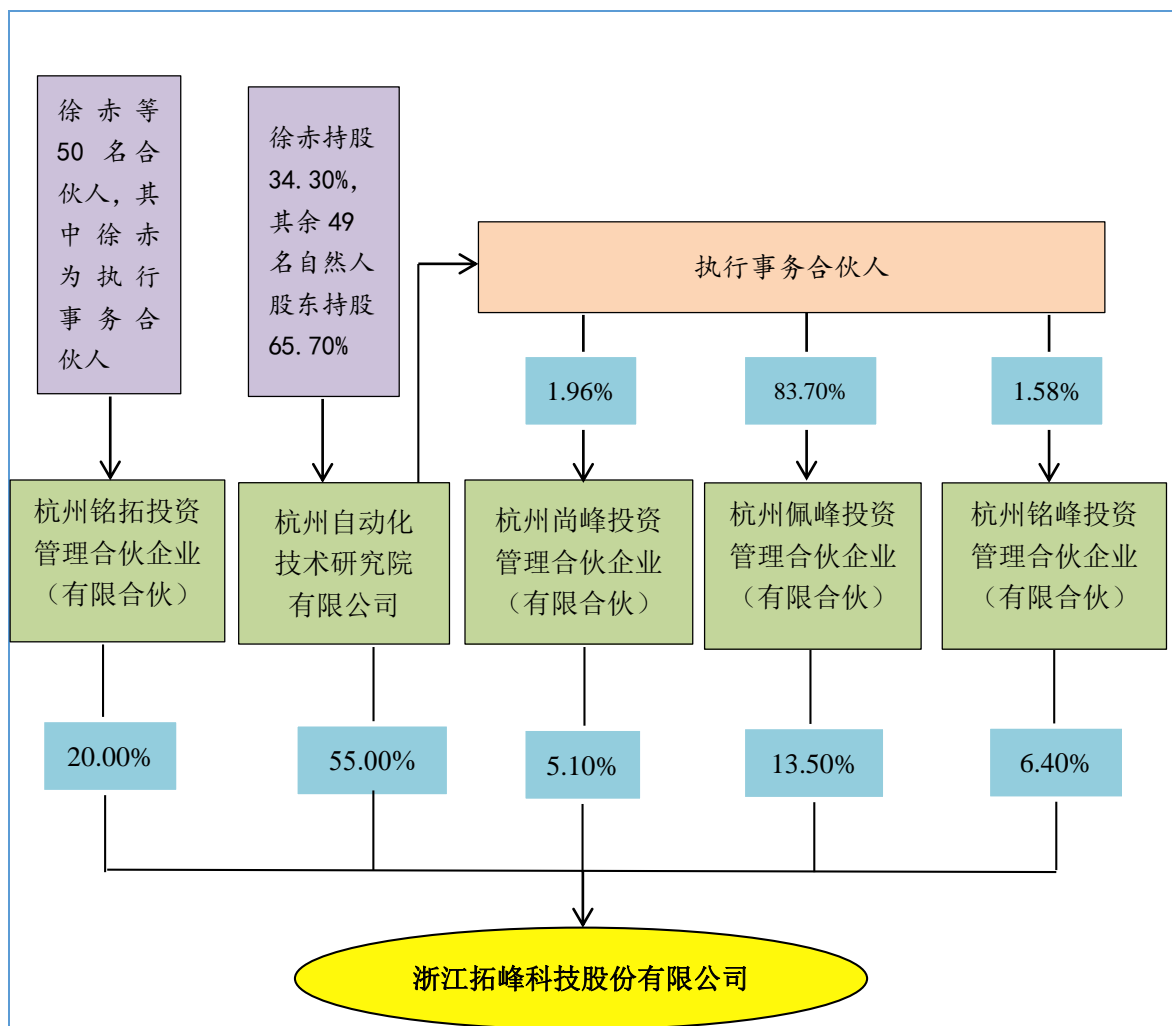 徐赤等
50 名合
伙人，其
中徐赤
为执行
事务合
伙人
徐赤持股
34.30%，
其余 49
名自然人
股东持股
65.70%
执行事务合伙人
1.96%
83.70%
1.58%
杭州铭拓投资
管理合伙企业
（有限合伙）
杭州自动化
技术研究院
有限公司
杭州尚峰投资
管理合伙企业
（有限合伙）
杭州佩峰投资
管理合伙企业
（有限合伙）
杭州铭峰投资
管理合伙企业
（有限合伙）
20.00%
55.00%
5.10%
13.50%
6.40%
浙江拓峰科技股份有限公司